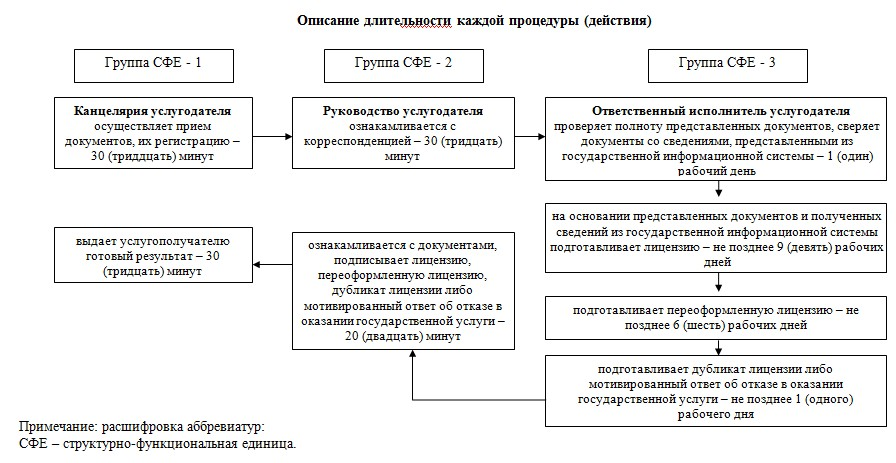 Описание длительности каждой процедуры (действия)
Группа СФЕ - 1
Группа СФЕ - 2
Группа СФЕ - 3
Канцелярия услугодателя
осуществляет прием
документов, их регистрацию –
30 (триддцать) минут
Руководство услугодателя
ознакамливается с
корреспонденцией – 30 (тридцать)
минут
Ответственный исполнитель услугодателя
проверяет полноту представленных документов, сверяет
документы со сведениями, представленными из
государственной информационной системы – 1 (один)
рабочий день
на основании представленных документов и полученных
сведений из государственной информационной системы
подготавливает лицензию – не позднее 9 (девять) рабочих
дней
подготавливает переоформленную лицензию – не
позднее 6 (шесть) рабочих дней
подготавливает дубликат лицензии либо
мотивированный ответ об отказе в оказании
государственной услуги – не позднее 1 (одного)
рабочего дня
ознакамливается с документами,
подписывает лицензию,
переоформленную лицензию,
дубликат лицензии либо
мотивированный ответ об отказе в
оказании государственной услуги –
20 (двадцать) минут
выдает услугополучателю
готовый результат – 30
(тридцать) минут
Примечание: расшифровка аббревиатур:
СФЕ – структурно-функциональная единица.